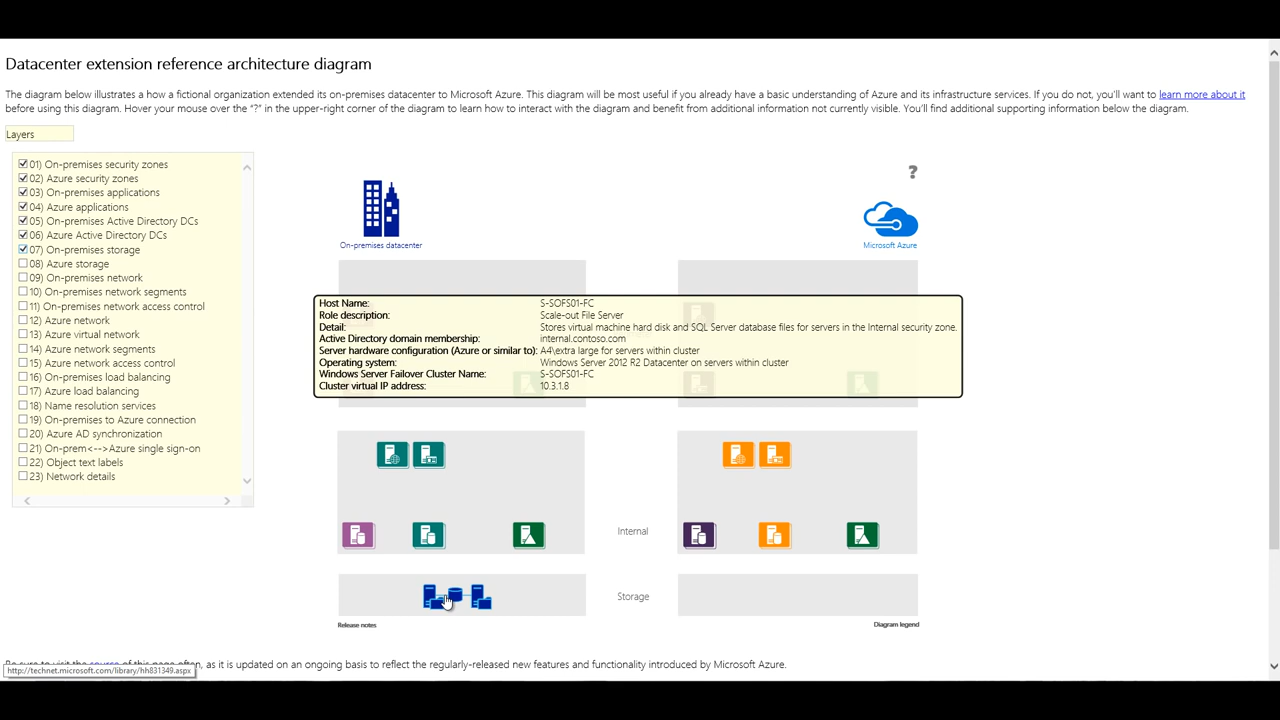 Datacenter extension reference architecture diagram
The diagram below illustrates a how a fictional organization extended its on-premises datacenter to Microsoft Azure. This diagram will be most useful if you already have a basic understanding of Azure and its infrastructure services. If you do not, you'll want to learn more about it
before using this diagram. Hover your mouse over the "?" in the upper-right corner of the diagram to learn how to interact with the diagram and benefit from additional information not currently visible. You'll find additional supporting information below the diagram.
Layers
01) On-premises security zones
02) Azure security zones
03) On-premises applications
04) Azure applications
05) On-premises Active Directory DCs
06) Azure Active Directory DCs
07) On-premises storage
08) Azure storage
09) On-premises network
10) On-premises network segments
11) On-premises network access control
12) Azure network
13) Azure virtual network
14) Azure network segments
15) Azure network access control
16) On-premises load balancing
17) Azure load balancing
18) Name resolution services
19) On-premises to Azure connection
20) Azure AD synchronization
21) On-prem<-->Azure single sign-on
22) Object text labels
23) Network details
?
On-premises datacenter
Microsoft Azure
Host Name: S-SOFS01-FC
Role description: Scale-out File Server
Detail: Stores virtual machine hard disk and SQL Server database files for servers in the Internal security zone.
Active Directory domain membership: internal.contoso.com
Server hardware configuration (Azure or similar to): A4\extra large for servers within cluster
Operating system: Windows Server 2012 R2 Datacenter on servers within cluster
Windows Server Failover Cluster Name: S-SOFS01-FC
Cluster virtual IP address: 10.3.1.8
Internal
Storage
Release notes
Diagram legend
Be sure to visit the source of this page often, as it is updated on an ongoing basis to reflect the regularly-released new features and functionality introduced by Microsoft Azure.
http://technet.microsoft.com/library/hh831349.aspx